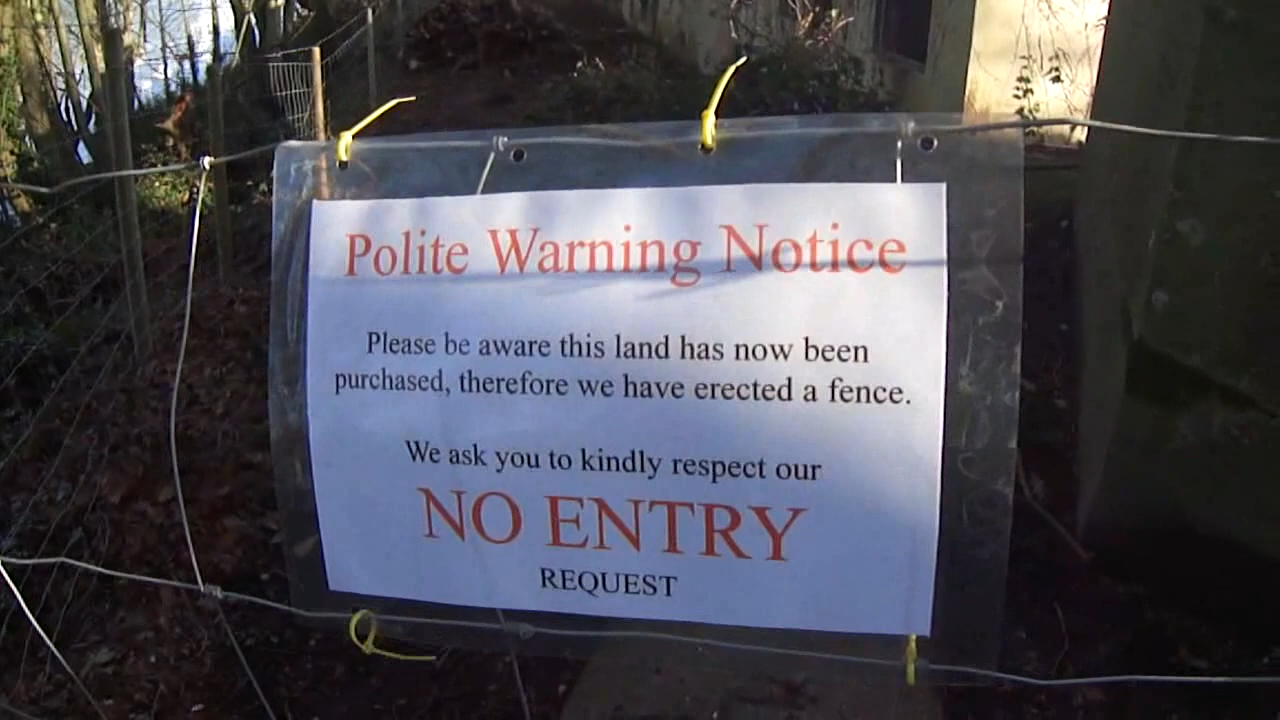 Polite Warning Notice
Please be aware this land has now been
purchased, therefore we have erected a fence.
We ask you to kindly respect our
NO ENTRY
REQUEST